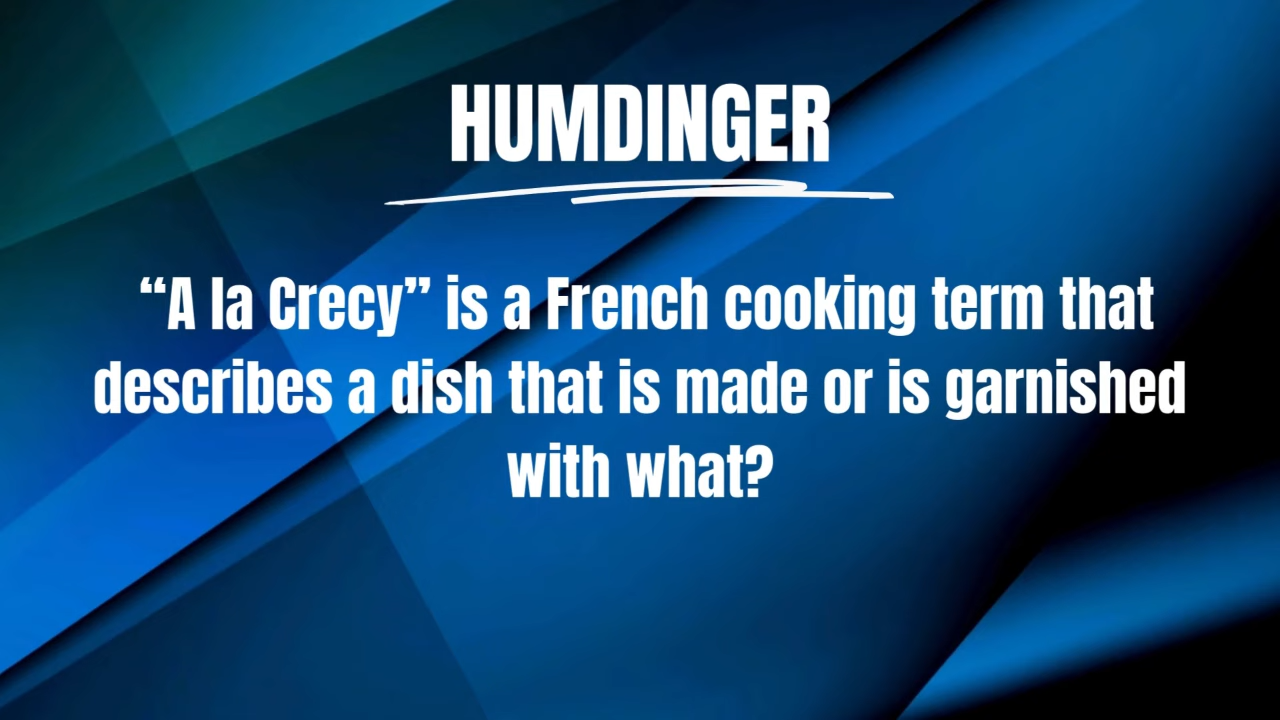 HUMDINGER
“A la Crecy” is a French cooking term that
describes a dish that is made or is garnished
with what?